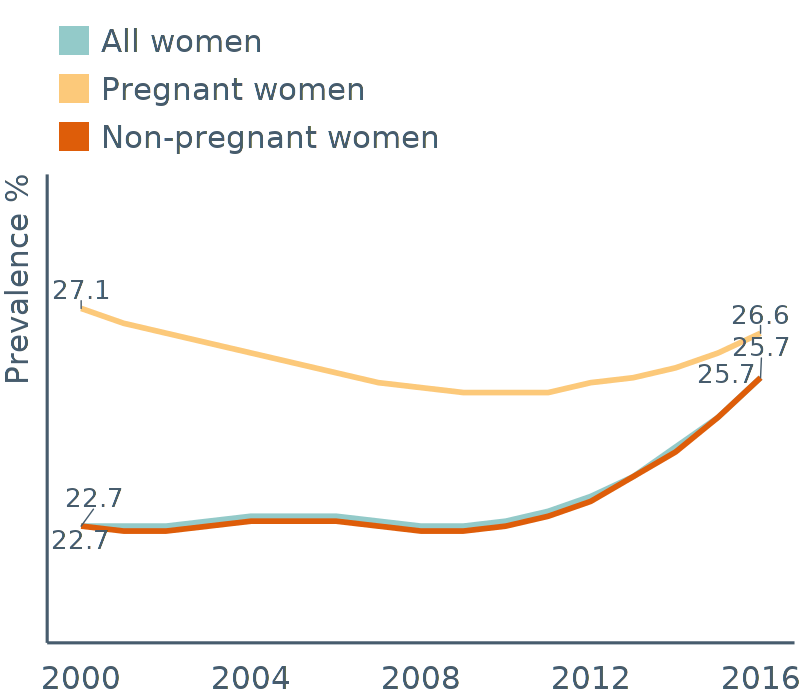 All women
Pregnant women
Non-pregnant women
Prevalence %
27.1
26.6
25.7
25.7
22.7
22.7
2000 2004 2008 2012 2016